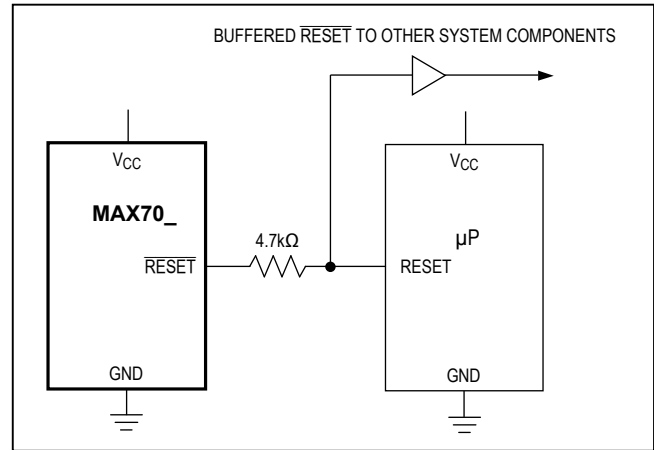 BUFFERED RESET TO OTHER SYSTEM COMPONENTS
VCC
VCC
MAX70_
4.7kΩ
µP
RESET
RESET
GND
GND